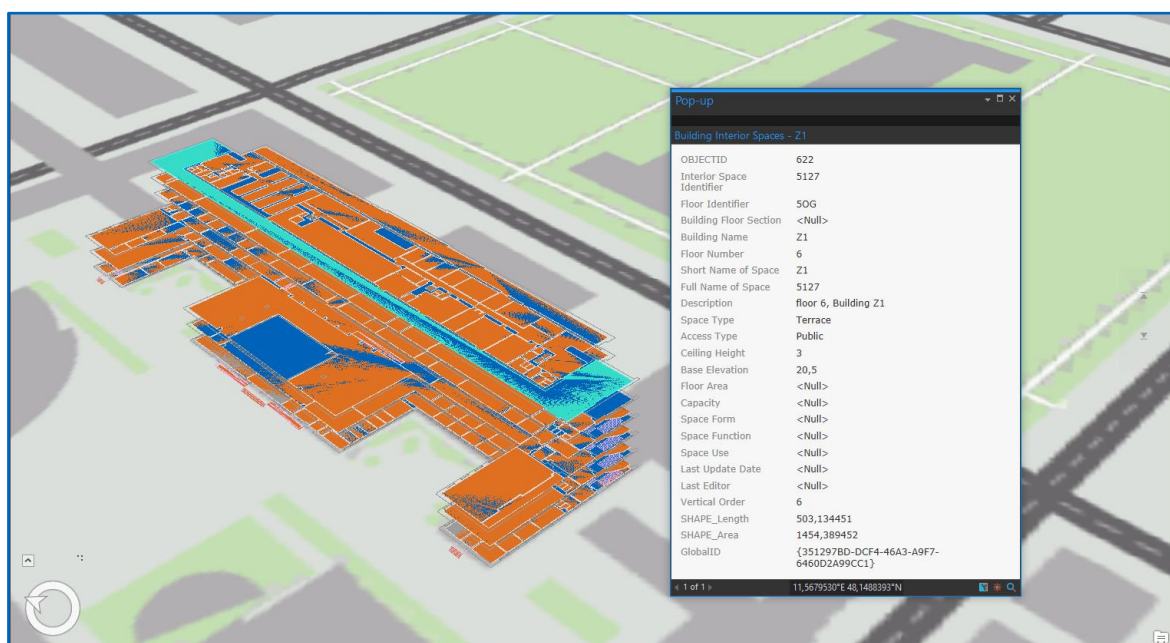 Pop-up
Building Interior Spaces - Z1
OBJECTID 622
Interior Space Identifier 5127
Floor Identifier 5OG
Building Floor Section <Null>
Building Name Z1
Floor Number 6
Short Name of Space Z1
Full Name of Space 5127
Description floor 6, Building Z1
Space Type Terrace
Access Type Public
Ceiling Height 3
Base Elevation 20,5
Floor Area <Null>
Capacity <Null>
Space Form <Null>
Space Function <Null>
Space Use <Null>
Last Update Date <Null>
Last Editor <Null>
Vertical Order 6
SHAPE_Length 503,134451
SHAPE_Area 1454,389452
GlobalID {351297BD-DCF4-46A3-A9F7-
6460D2A99CC1}
1 of 1 11,5679530°E 48,1488393°N